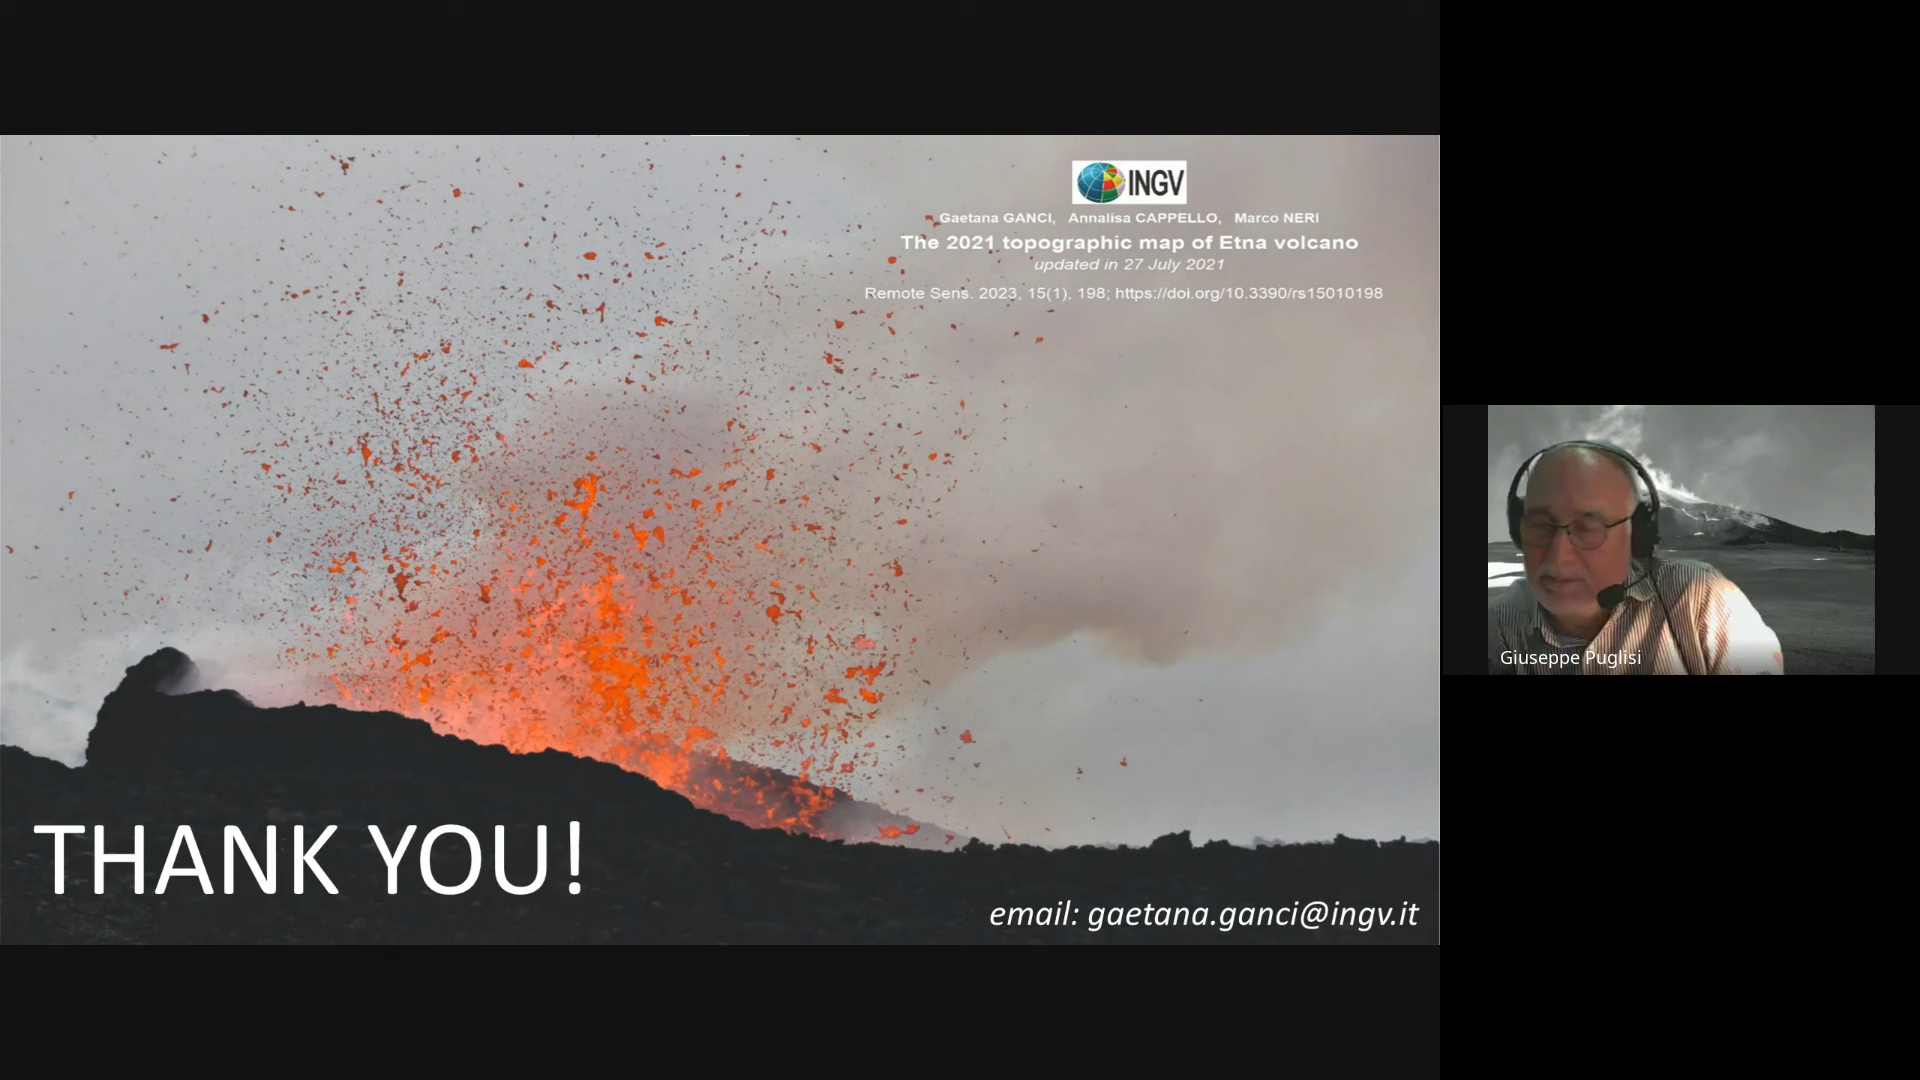 INGV
Gaetana GANCI, Annalisa CAPPELLO, Marco NERI
The 2021 topographic map of Etna volcano
updated in 27 July 2021
Remote Sens. 2023, 15(1), 198; https://doi.org/10.3390/rs15010198
Giuseppe Puglisi
THANK YOU!
email: gaetana.ganci@ingv.it